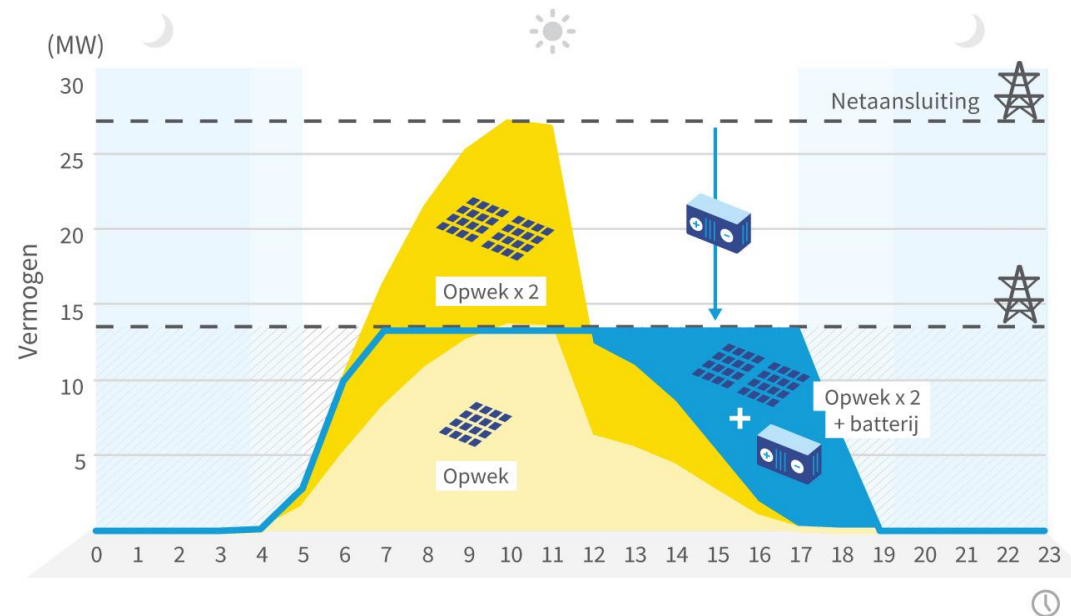 (MW)
30
Netaansluiting
25
20
Opwek x 2
15
Vermogen
10
Opwek x 2
+ batterij
5
Opwek
0 1 2 3 4 5 6 7 8 9 10 11 12 13 14 15 16 17 18 19 20 21 22 23